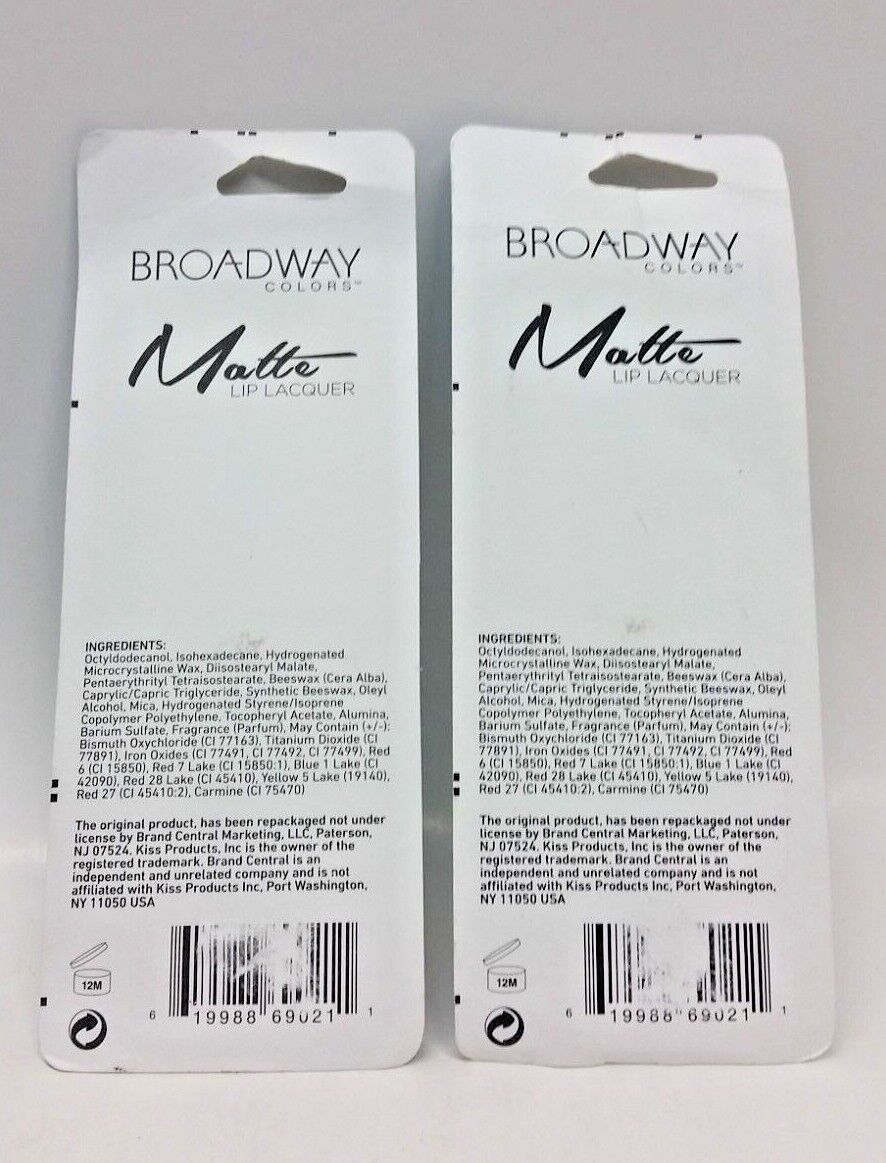 BROADWAY
COLORS™
Matte
LIP LACQUER
INGREDIENTS:
Octyldodecanol, Isohexadecane, Hydrogenated
Microcrystalline Wax, Diisostearyl Malate,
Pentaerythrityl Tetraisostearate, Beeswax (Cera Alba),
Caprylic/Capric Triglyceride, Synthetic Beeswax, Oleyl
Alcohol, Mica, Hydrogenated Styrene/Isoprene
Copolymer Polyethylene, Tocopheryl Acetate, Alumina,
Barium Sulfate, Fragrance (Parfum), May Contain (+/-):
Bismuth Oxychloride (CI 77163), Titanium Dioxide (CI
77891), Iron Oxides (CI 77491, CI 77492, CI 77499), Red
6 (CI 15850), Red 7 Lake (CI 15850:1), Blue 1 Lake (CI
42090), Red 28 Lake (CI 45410), Yellow 5 Lake (19140),
Red 27 (CI 45410:2), Carmine (CI 75470)
The original product, has been repackaged not under
license by Brand Central Marketing, LLC, Paterson,
NJ 07524. Kiss Products, Inc is the owner of the
registered trademark. Brand Central is an
independent and unrelated company and is not
affiliated with Kiss Products Inc, Port Washington,
NY 11050 USA
12M
6 19988 69021 1
BROADWAY
COLORS™
Matte
LIP LACQUER
INGREDIENTS:
Octyldodecanol, Isohexadecane, Hydrogenated
Microcrystalline Wax, Diisostearyl Malate,
Pentaerythrityl Tetraisostearate, Beeswax (Cera Alba),
Caprylic/Capric Triglyceride, Synthetic Beeswax, Oleyl
Alcohol, Mica, Hydrogenated Styrene/Isoprene
Copolymer Polyethylene, Tocopheryl Acetate, Alumina,
Barium Sulfate, Fragrance (Parfum), May Contain (+/-):
Bismuth Oxychloride (CI 77163), Titanium Dioxide (CI
77891), Iron Oxides (CI 77491, CI 77492, CI 77499), Red
6 (CI 15850), Red 7 Lake (CI 15850:1), Blue 1 Lake (CI
42090), Red 28 Lake (CI 45410), Yellow 5 Lake (19140),
Red 27 (CI 45410:2), Carmine (CI 75470)
The original product, has been repackaged not under
license by Brand Central Marketing, LLC, Paterson,
NJ 07524. Kiss Products, Inc is the owner of the
registered trademark. Brand Central is an
independent and unrelated company and is not
affiliated with Kiss Products Inc, Port Washington,
NY 11050 USA
12M
6 19988 69021 1